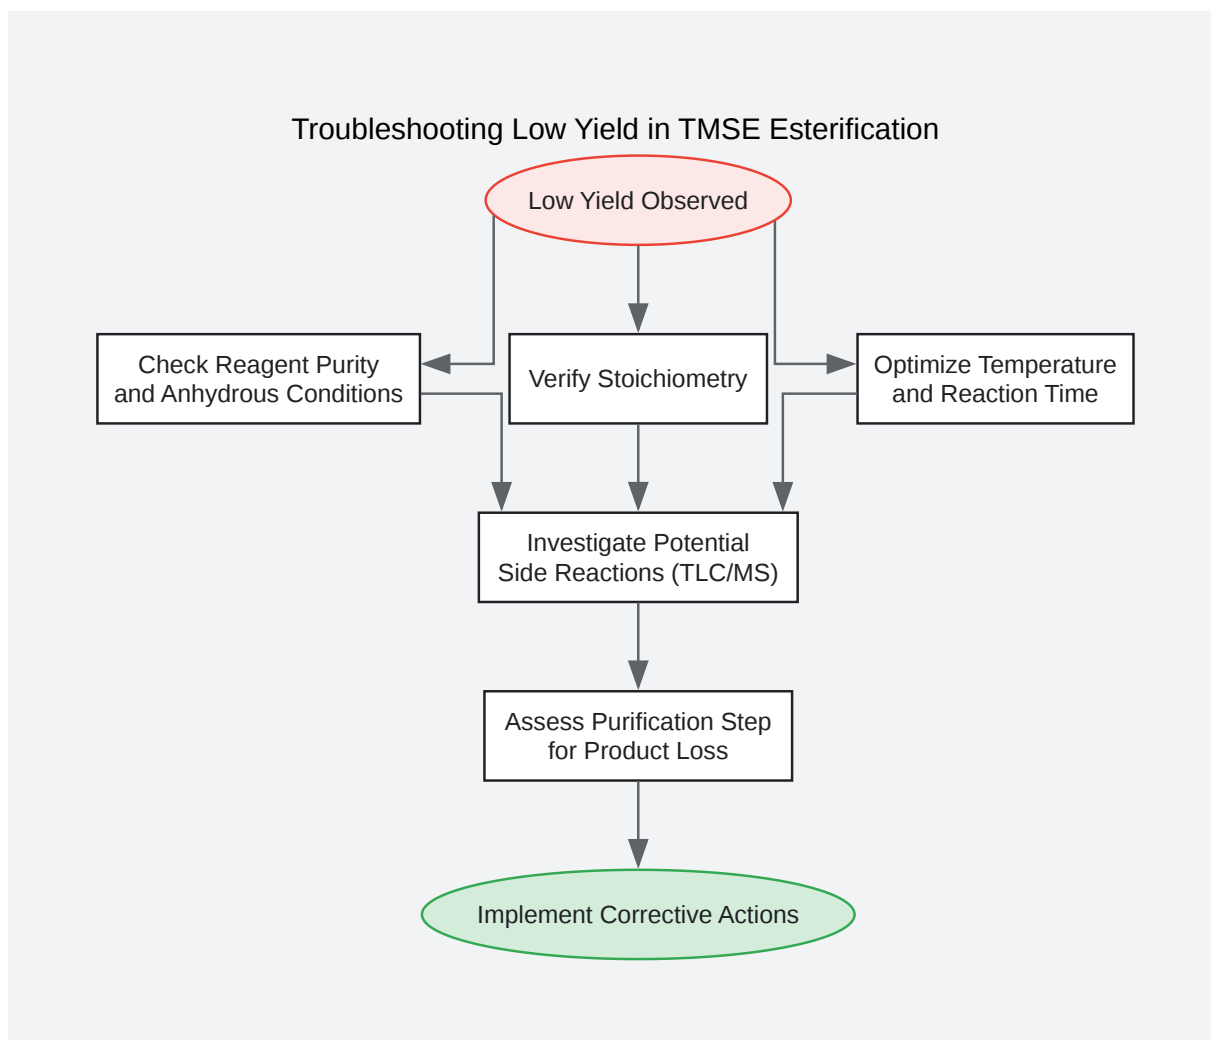 Troubleshooting Low Yield in TMSE Esterification
Low Yield Observed
Check Reagent Purity
and Anhydrous Conditions
Verify Stoichiometry
Optimize Temperature
and Reaction Time
Investigate Potential
Side Reactions (TLC/MS)
Assess Purification Step
for Product Loss
Implement Corrective Actions